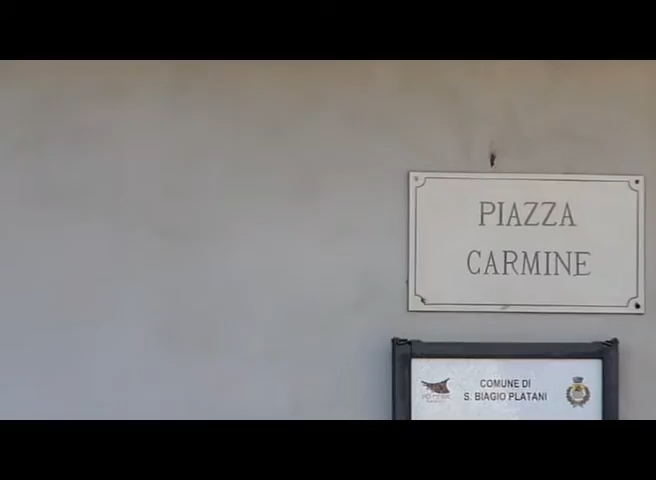 PIAZZA
CARMINE
COMUNE DI
S. BIAGIO PLATANI